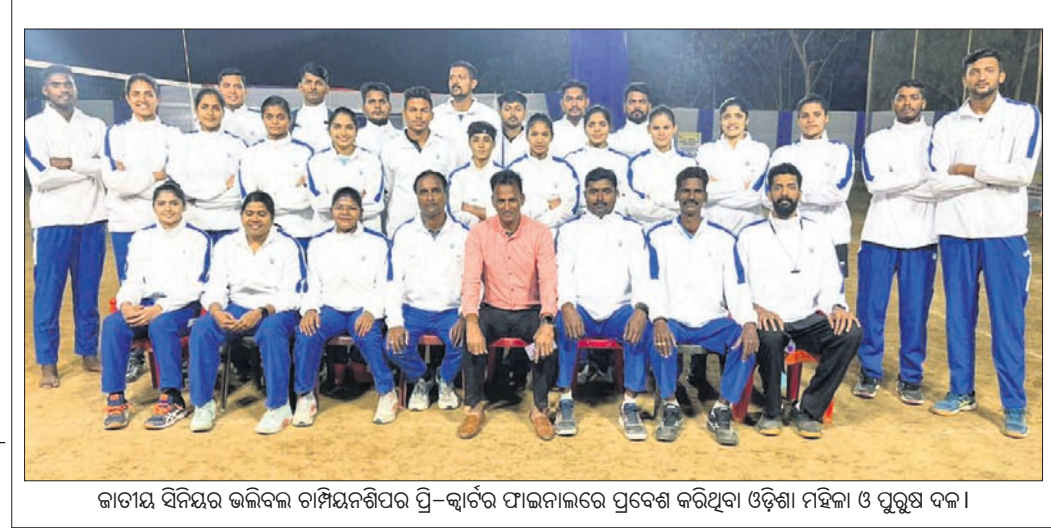 ଜାତୀୟ ସିନିୟର ଭଲିବଲ ଚାମ୍ପିୟନଶିପର ପ୍ରି-କ୍ୱାର୍ଟର ଫାଇନାଲରେ ପ୍ରବେଶ କରିଥିବା ଓଡ଼ିଶା ମହିଳା ଓ ପୁରୁଷ ଦଳ।